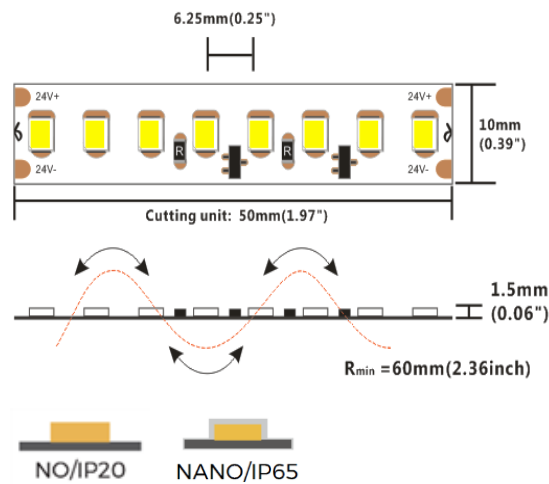 6.25mm(0.25")
24V+ 24V+
R R
24V- 24V-
10mm
(0.39")
Cutting unit: 50mm(1.97")
1.5mm
(0.06")
Rmin =60mm(2.36inch)
NO/IP20 NANO/IP65